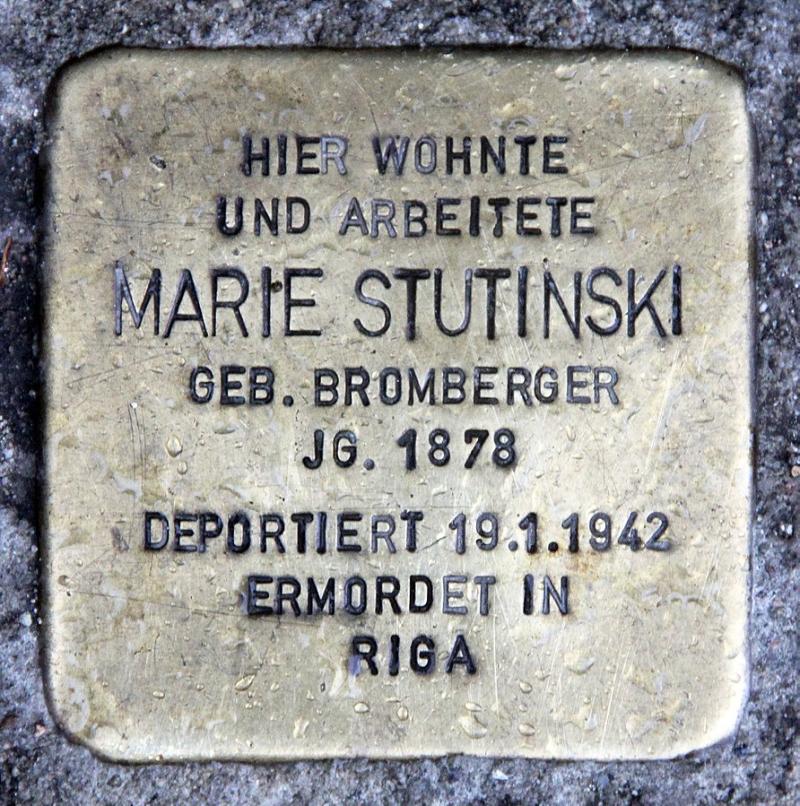 HIER WOHNTE
UND ARBEITETE
MARIE STUTINSKI
GEB. BROMBERGER
JG. 1878
DEPORTIERT 19.1.1942
ERMORDET IN
RIGA